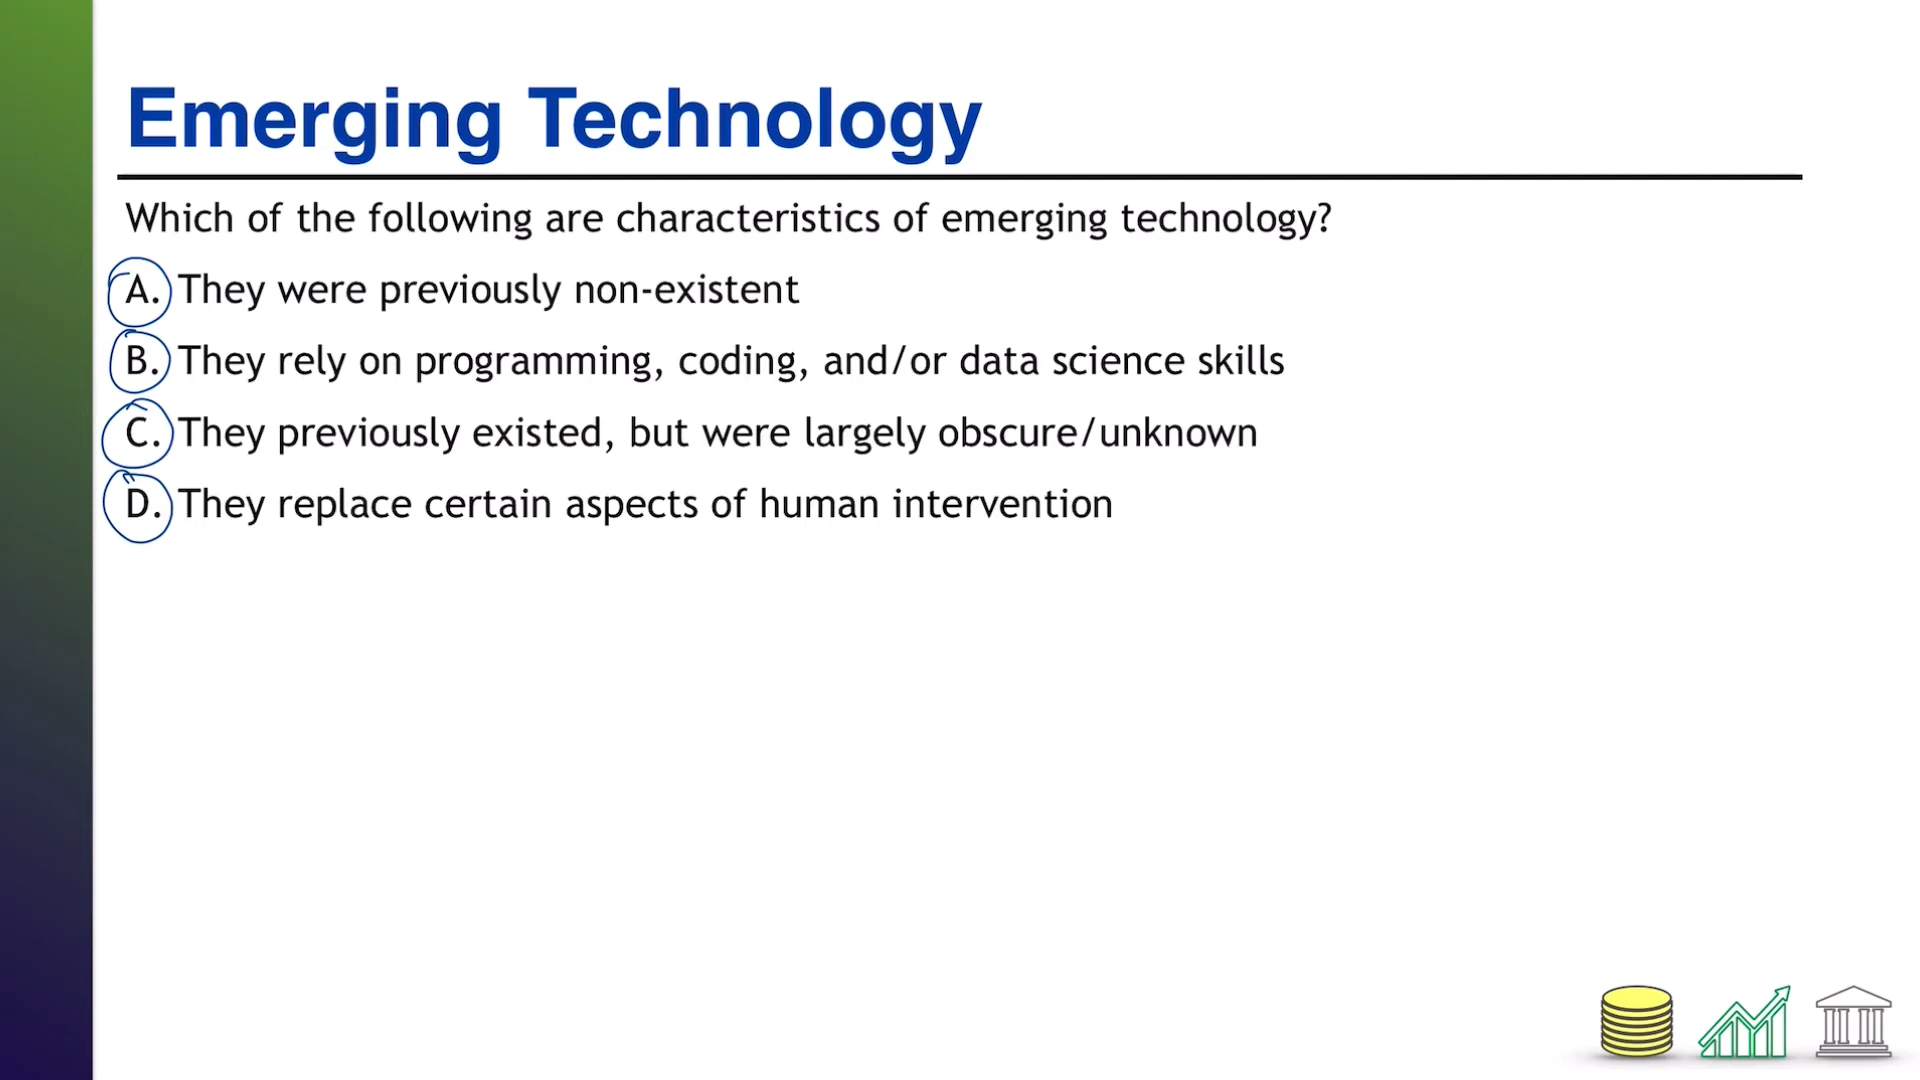 Emerging Technology
Which of the following are characteristics of emerging technology?
A. They were previously non-existent
B. They rely on programming, coding, and/or data science skills
C. They previously existed, but were largely obscure/unknown
D. They replace certain aspects of human intervention